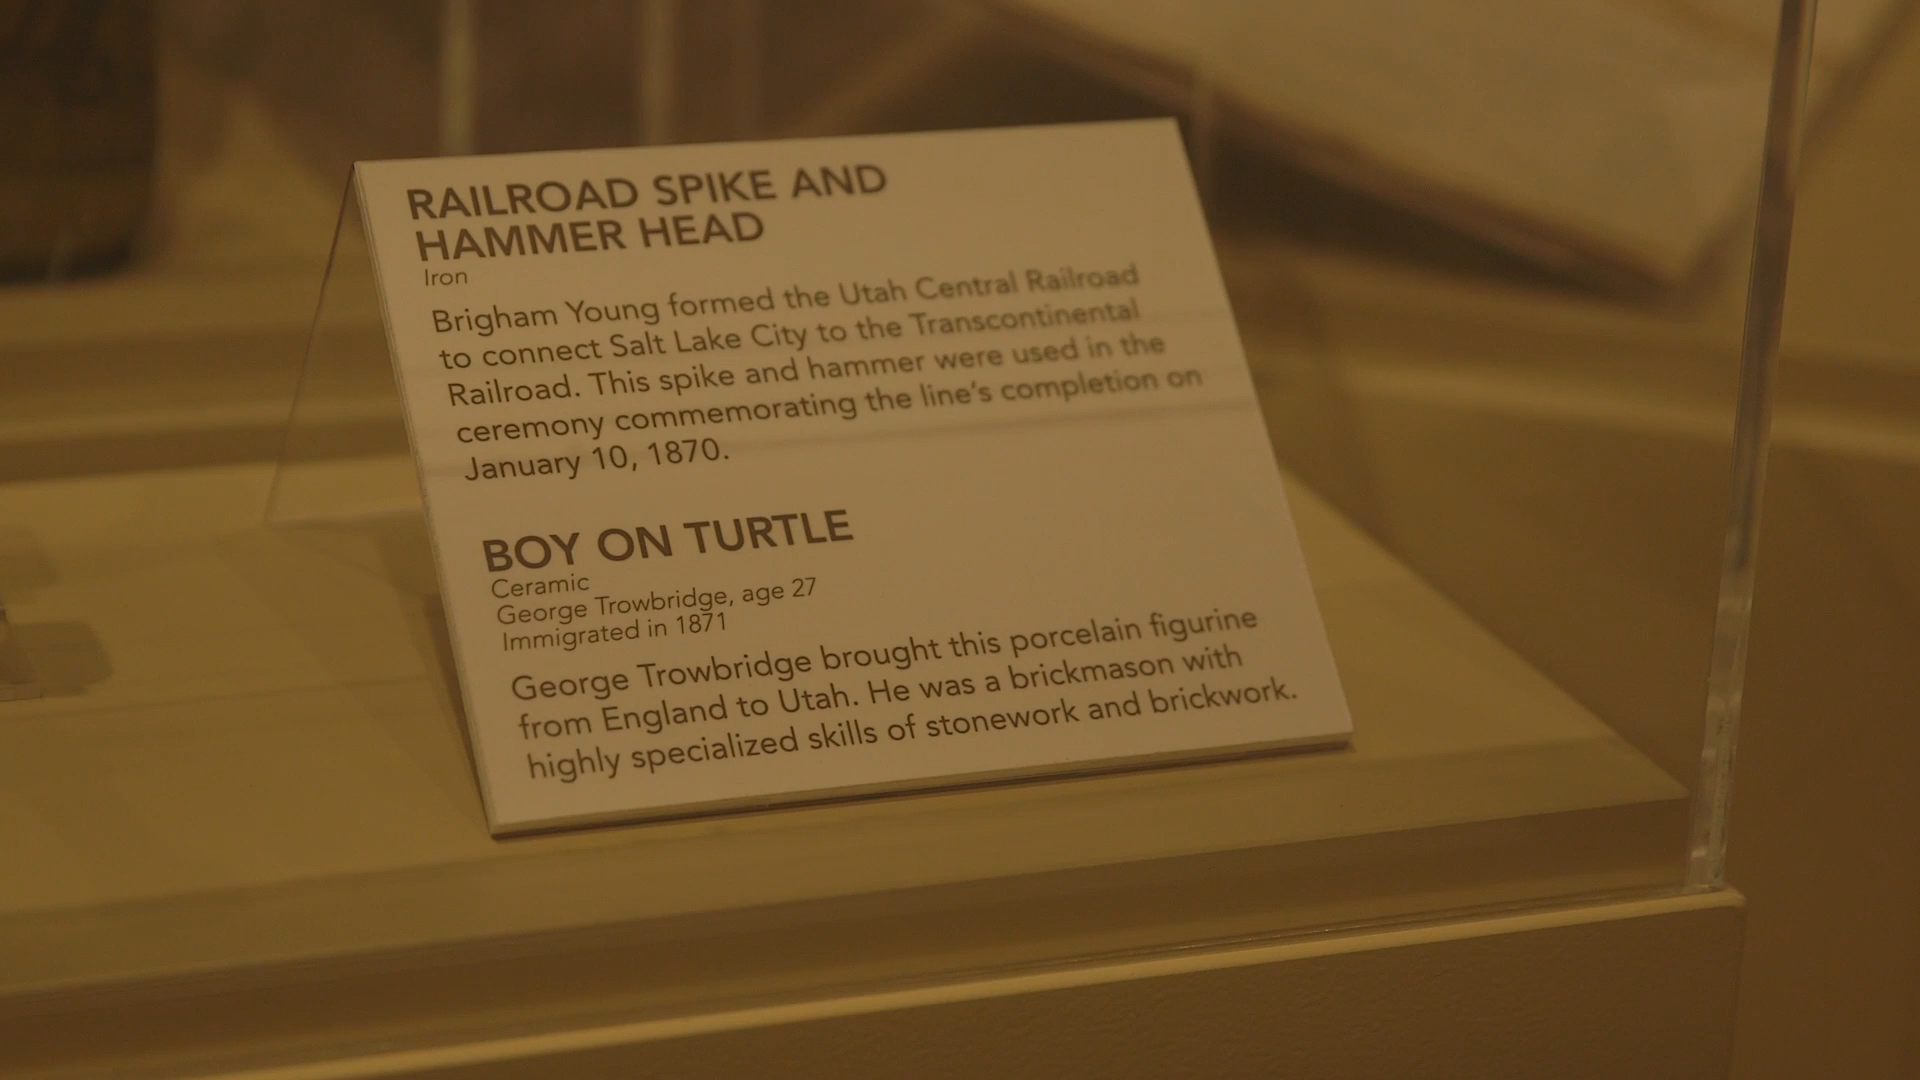 RAILROAD SPIKE AND
HAMMER HEAD
Iron
Brigham Young formed the Utah Central Railroad
to connect Salt Lake City to the Transcontinental
Railroad. This spike and hammer were used in the
ceremony commemorating the line's completion on
January 10, 1870.
BOY ON TURTLE
Ceramic
George Trowbridge, age 27
Immigrated in 1871
George Trowbridge brought this porcelain figurine
from England to Utah. He was a brickmason with
highly specialized skills of stonework and brickwork.